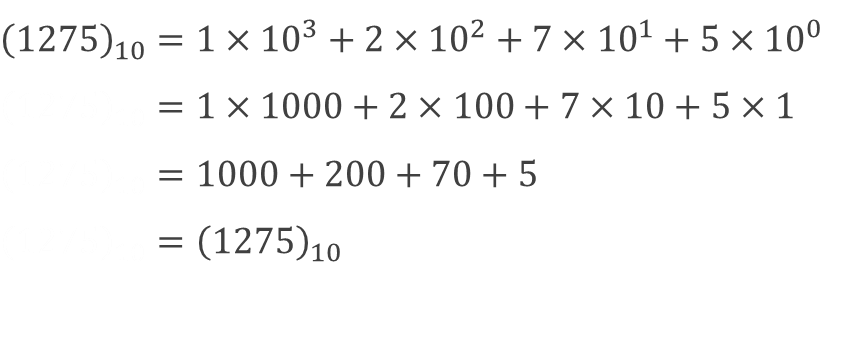 (1275)₁₀ = 1 × 10³ + 2 × 10² + 7 × 10¹ + 5 × 10⁰
= 1 × 1000 + 2 × 100 + 7 × 10 + 5 × 1
= 1000 + 200 + 70 + 5
= (1275)₁₀